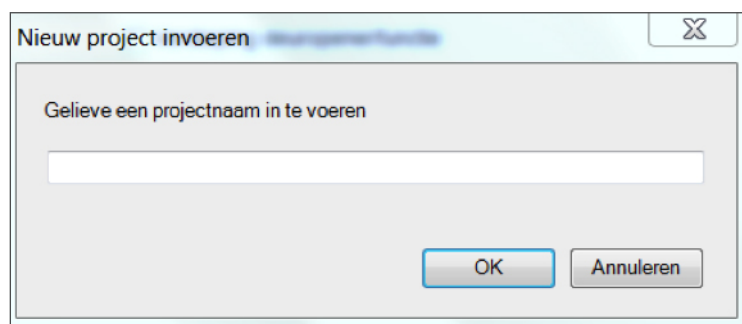 Nieuw project invoeren
Gelieve een projectnaam in te voeren
OK
Annuleren